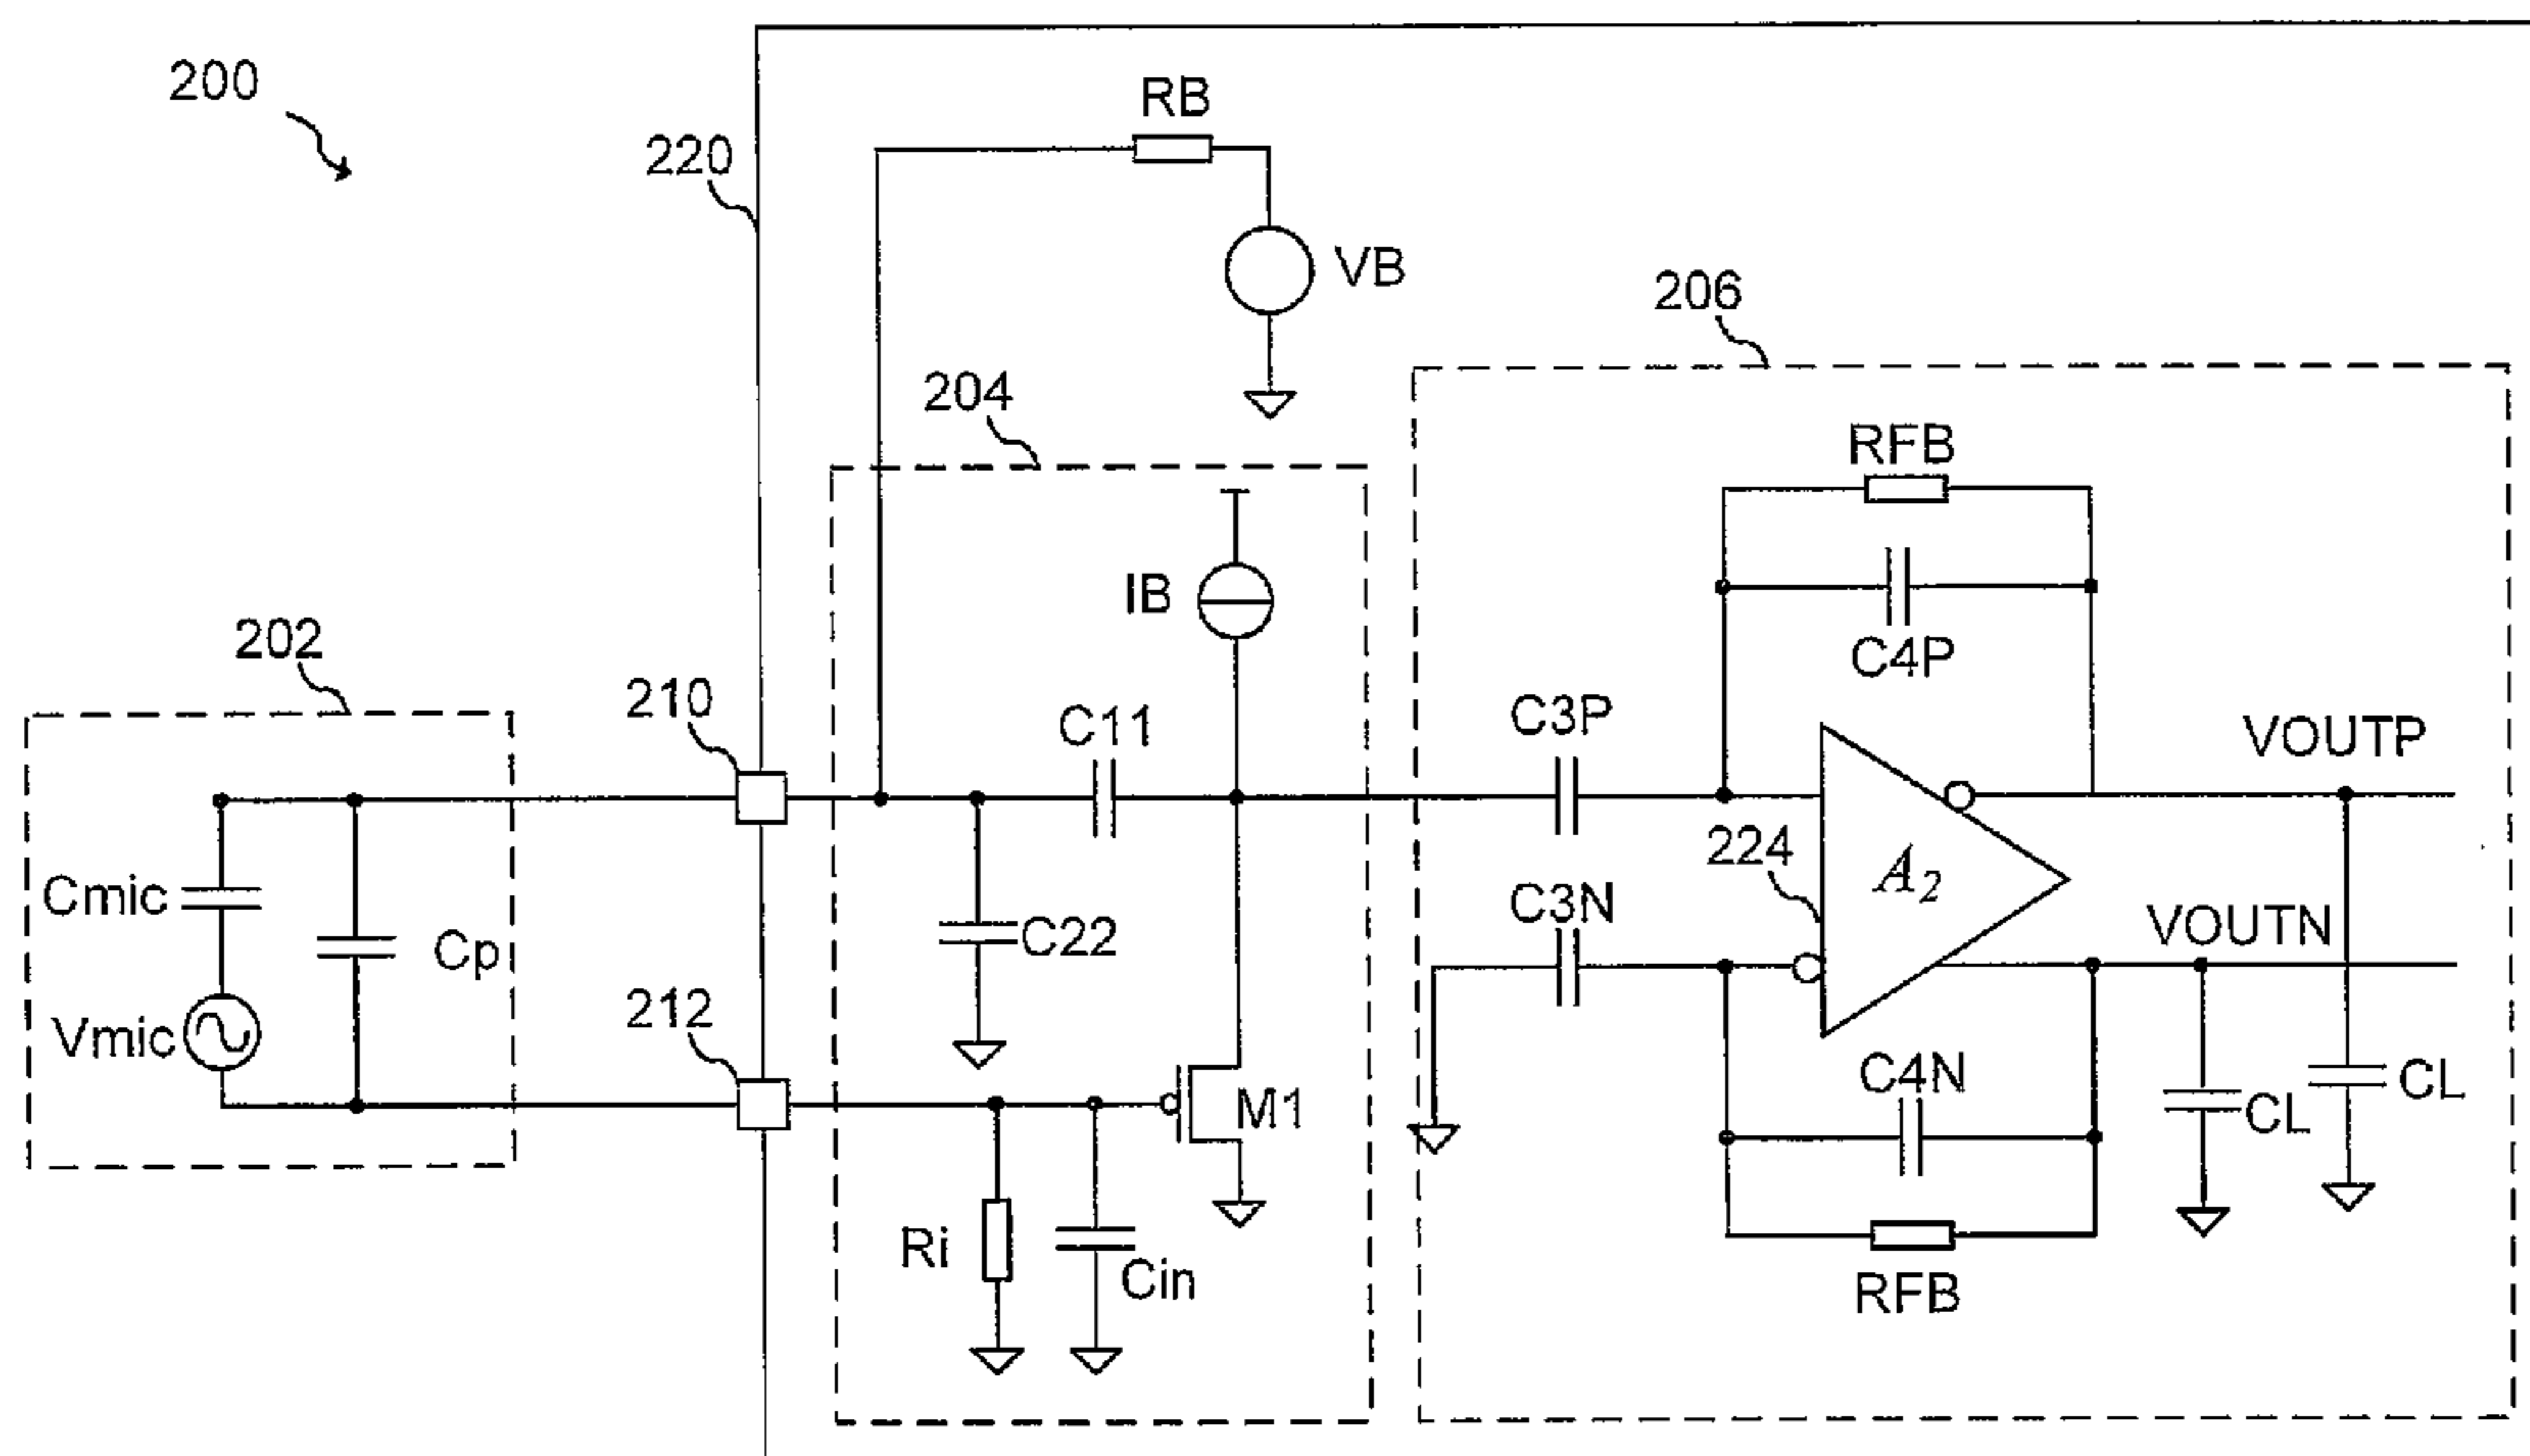 200
220
RB
VB
206
204
RFB
IB
C4P
202
210
C11
C3P
VOUTP
224
A2
Cmic
Cp
C22
C3N
VOUTN
212
Vmic
M1
C4N
CL
CL
Ri
Cin
RFB